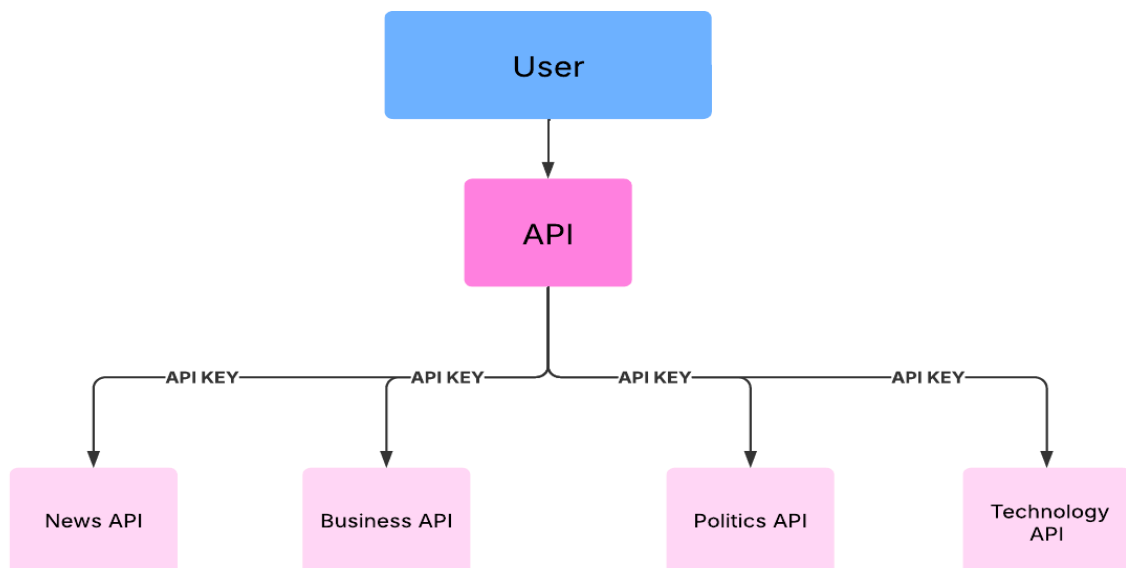 User
API
API KEY
API KEY
API KEY
API KEY
News API
Business API
Politics API
Technology
API